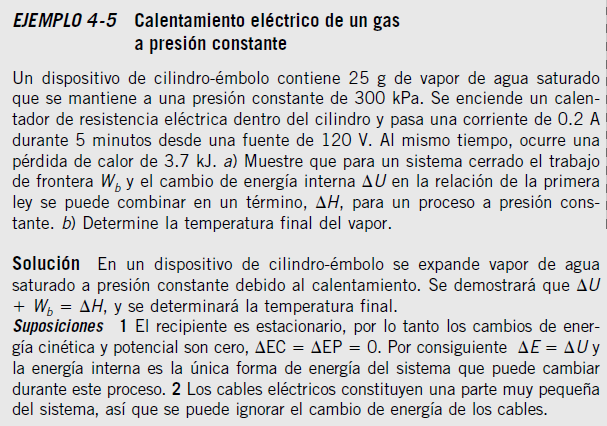 EJEMPLO 4-5 Calentamiento eléctrico de un gas
a presión constante
Un dispositivo de cilindro-émbolo contiene 25 g de vapor de agua saturado
que se mantiene a una presión constante de 300 kPa. Se enciende un calen-
tador de resistencia eléctrica dentro del cilindro y pasa una corriente de 0.2 A
durante 5 minutos desde una fuente de 120 V. Al mismo tiempo, ocurre una
pérdida de calor de 3.7 kJ. a) Muestre que para un sistema cerrado el trabajo
de frontera W_b y el cambio de energía interna ΔU en la relación de la primera
ley se puede combinar en un término, ΔH, para un proceso a presión cons-
tante. b) Determine la temperatura final del vapor.
Solución En un dispositivo de cilindro-émbolo se expande vapor de agua
saturado a presión constante debido al calentamiento. Se demostrará que ΔU
+ W_b = ΔH, y se determinará la temperatura final.
Suposiciones 1 El recipiente es estacionario, por lo tanto los cambios de ener-
gía cinética y potencial son cero, ΔEC = ΔEP = 0. Por consiguiente ΔE = ΔU y
la energía interna es la única forma de energía del sistema que puede cambiar
durante este proceso. 2 Los cables eléctricos constituyen una parte muy pequeña
del sistema, así que se puede ignorar el cambio de energía de los cables.